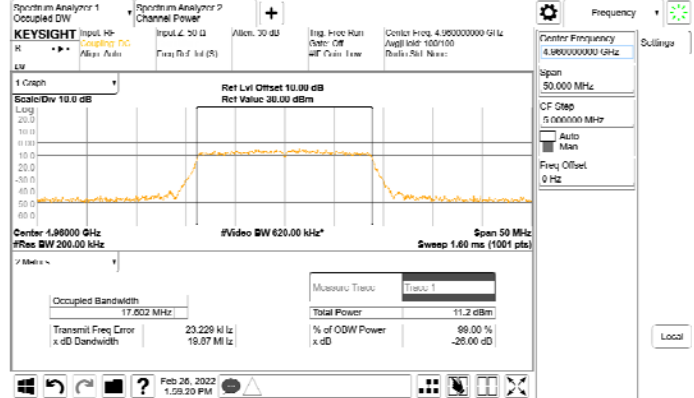 Spectrum Analyzer 1
Occupied BW
Spectrum Analyzer 2
Channel Power
Frequency
KEYSIGHT
Input: RF
Coupling: DC
Align: Auto
Input Z: 50 Ω
Freq Ref: Int (S)
Atten: 30 dB
Trig: Free Run
Gate: Off
#IF Gain: Low
Center Freq: 4.960000000 GHz
Avg|Hold: 100/100
Radio Std: None
Center Frequency
4.960000000 GHz
Settings
Span
50.000 MHz
CF Step
5.000000 MHz
Auto
Man
Freq Offset
0 Hz
Local
1 Graph
Scale/Div 10.0 dB
Ref Lvl Offset 10.00 dB
Ref Value 30.00 dBm
Log
20.0
10.0
0.00
-10.0
-20.0
-30.0
-40.0
-50.0
-60.0
Center 4.96000 GHz
#Res BW 200.00 kHz
#Video BW 620.00 kHz*
Span 50 MHz
Sweep 1.60 ms (1001 pts)
2 Metrics
Measure Trace
Trace 1
Occupied Bandwidth
17.602 MHz
Total Power
11.2 dBm
Transmit Freq Error
23.229 kHz
% of OBW Power
99.00 %
x dB Bandwidth
19.87 MHz
x dB
-26.00 dB
?
Feb 26, 2022
1:59:20 PM